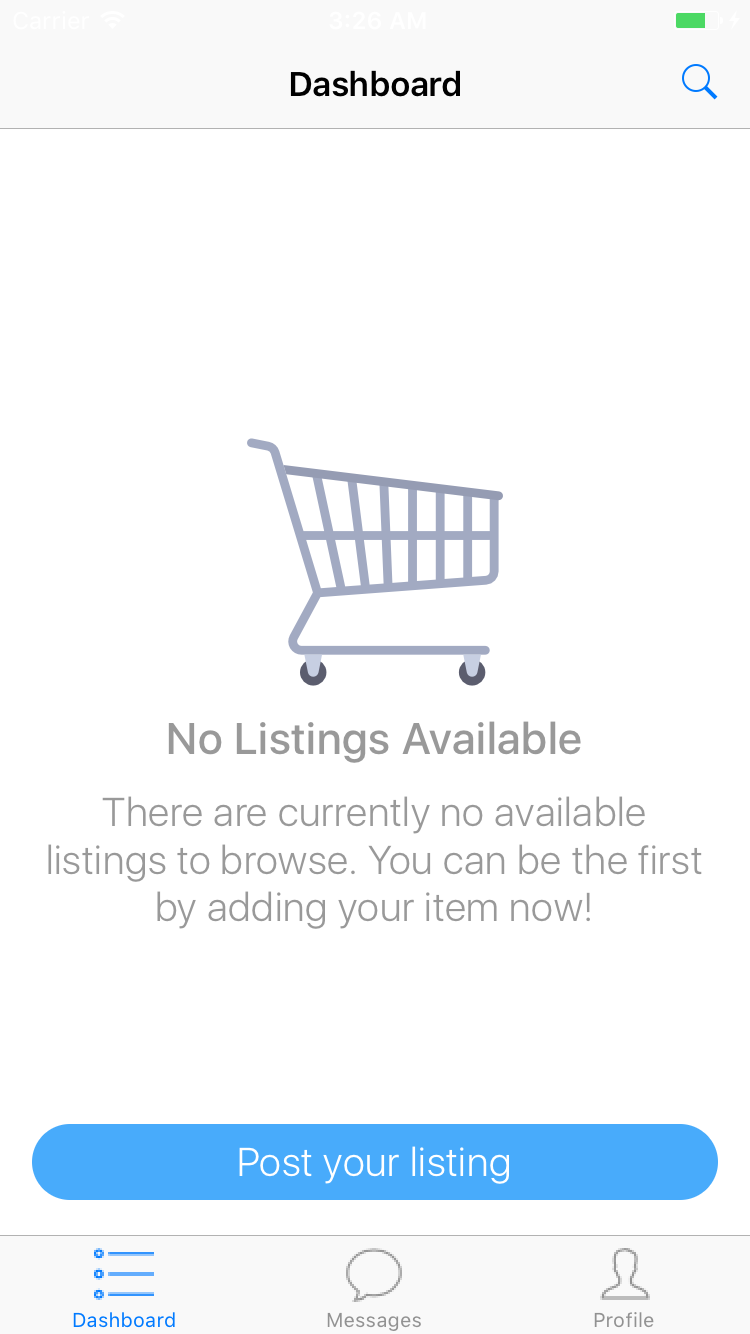 Carrier 3:26 AM
Dashboard
No Listings Available
There are currently no available
listings to browse. You can be the first
by adding your item now!
Post your listing
Dashboard Messages Profile